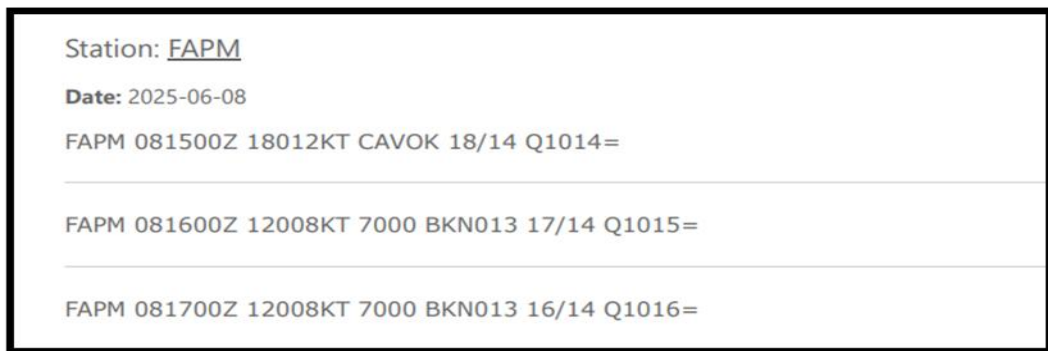 Station: FAPM
Date: 2025-06-08
FAPM 081500Z 18012KT CAVOK 18/14 Q1014=
FAPM 081600Z 12008KT 7000 BKN013 17/14 Q1015=
FAPM 081700Z 12008KT 7000 BKN013 16/14 Q1016=